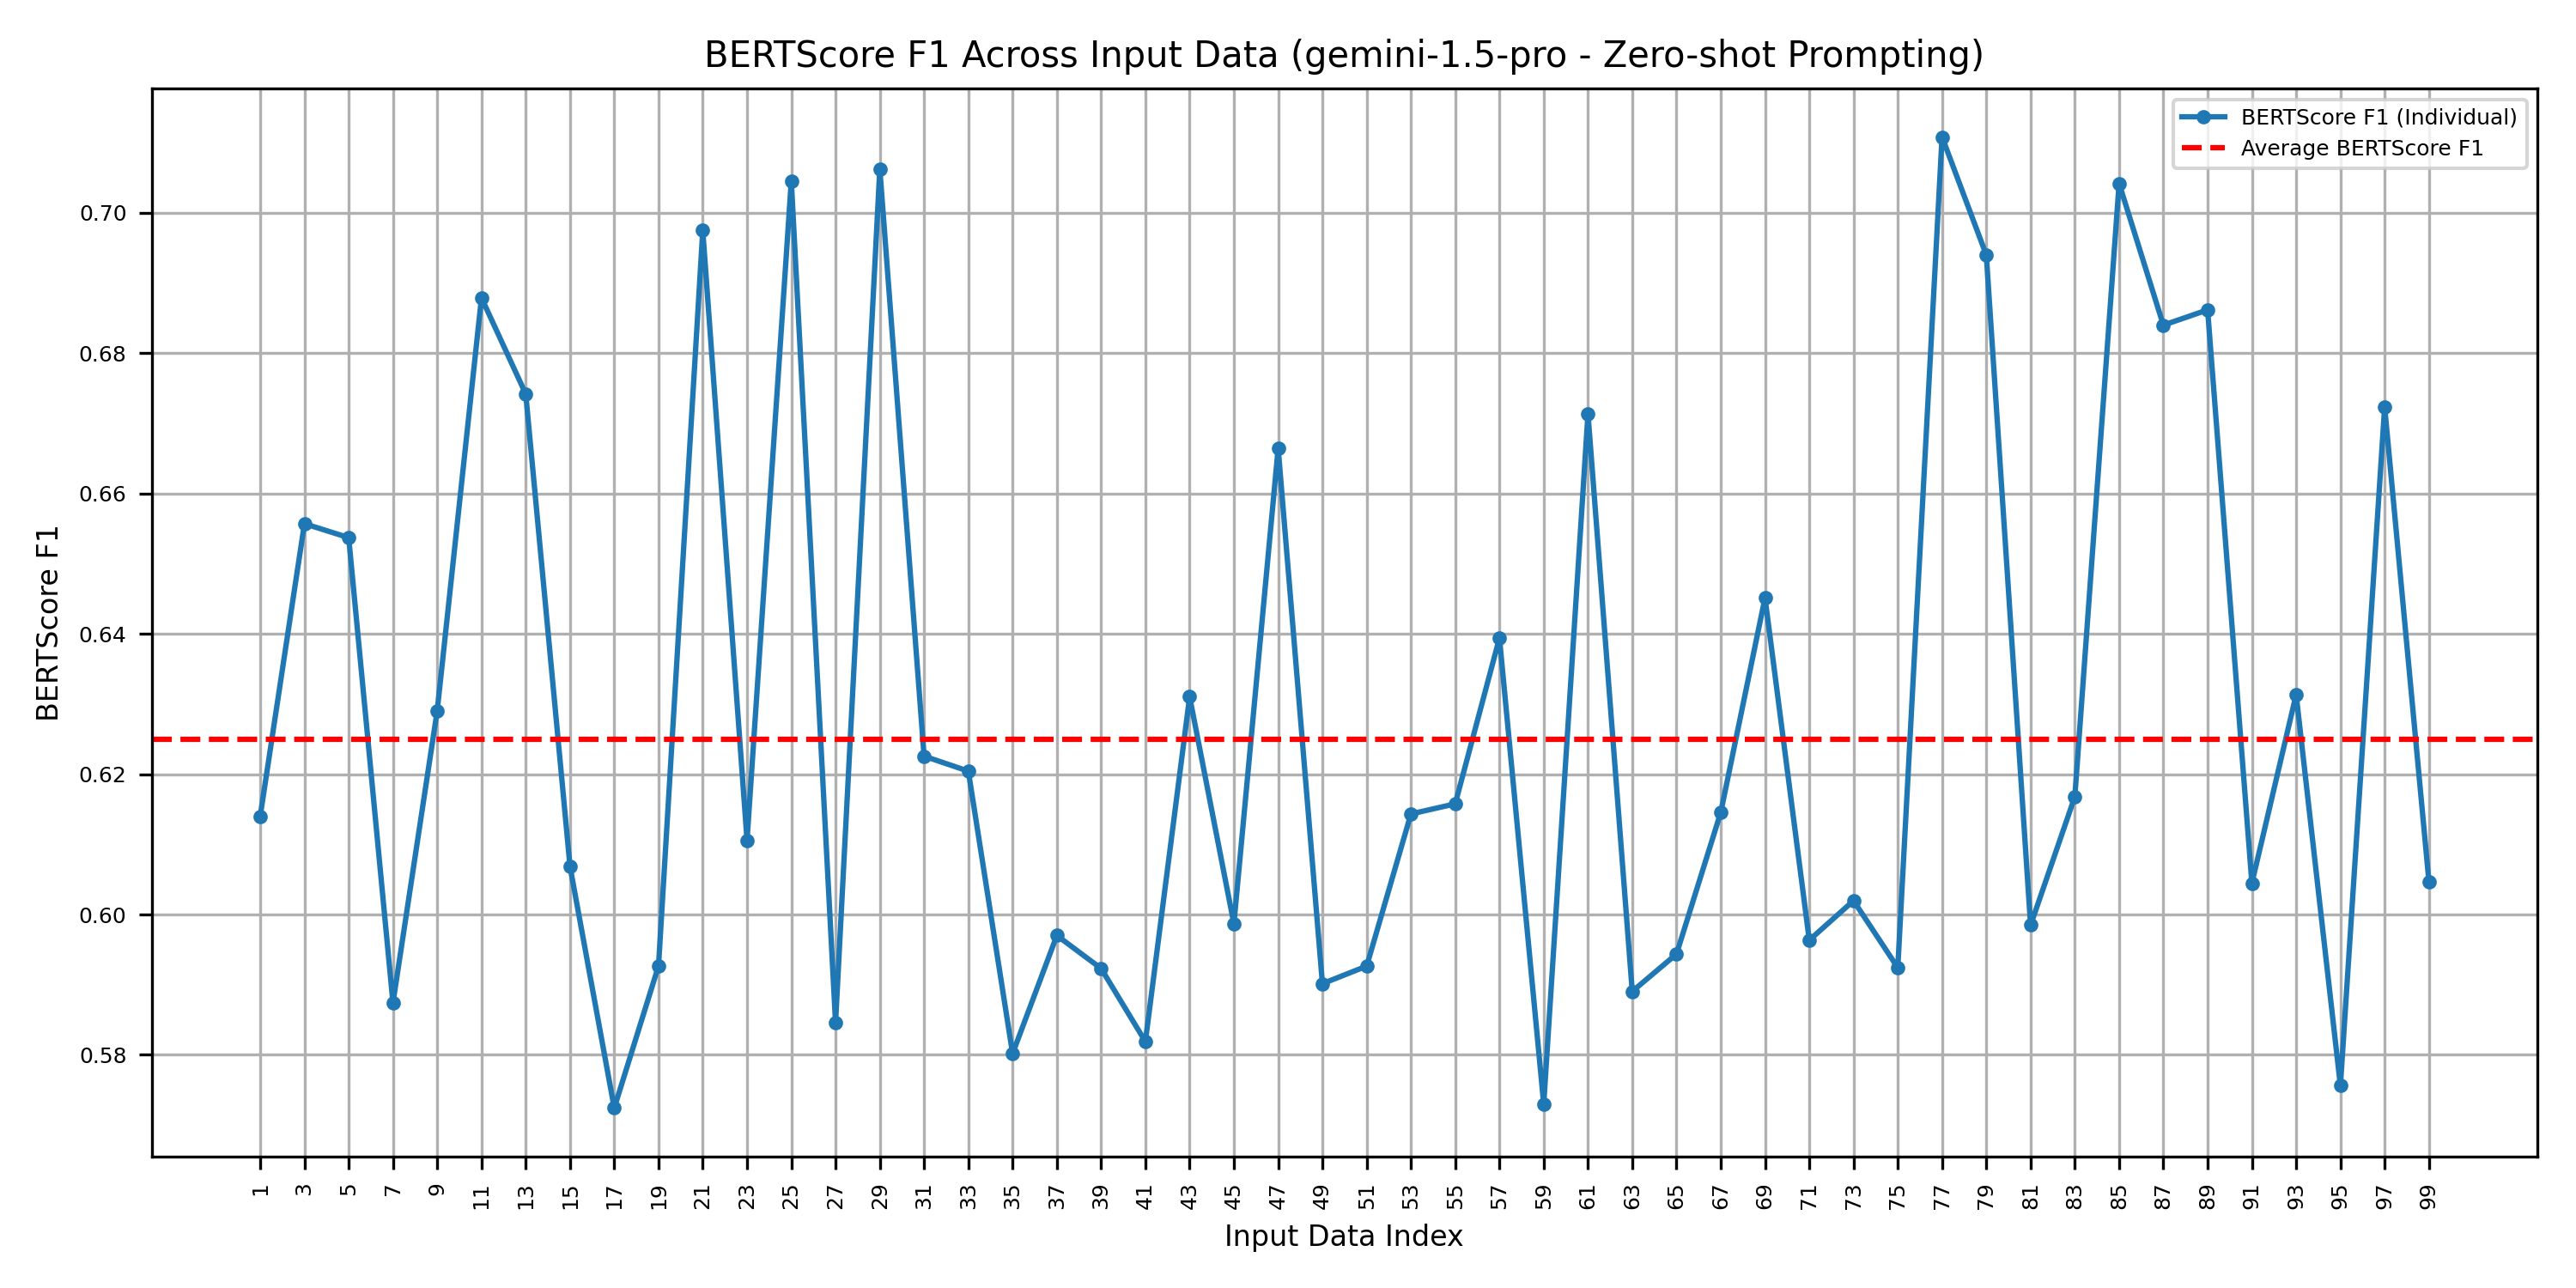 BERTScore F1 Across Input Data (gemini-1.5-pro - Zero-shot Prompting)
BERTScore F1 (Individual)
Average BERTScore F1
BERTScore F1
0.70
0.68
0.66
0.64
0.62
0.60
0.58
1 3 5 7 9 11 13 15 17 19 21 23 25 27 29 31 33 35 37 39 41 43 45 47 49 51 53 55 57 59 61 63 65 67 69 71 73 75 77 79 81 83 85 87 89 91 93 95 97 99
Input Data Index